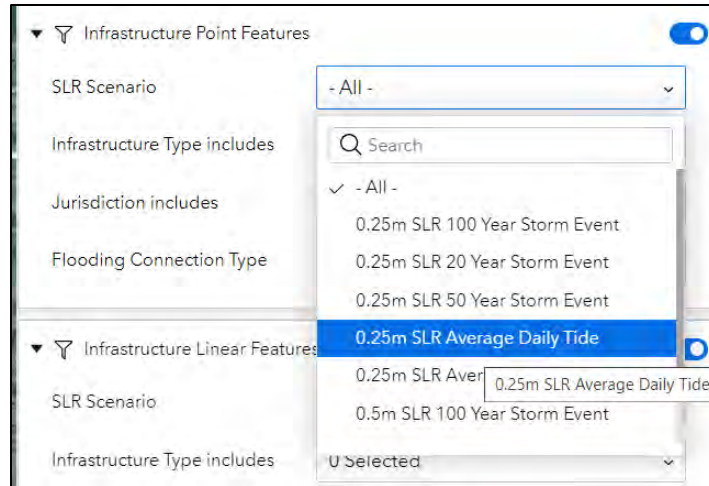 Infrastructure Point Features
SLR Scenario
- All -
Infrastructure Type includes
Search
- All -
Jurisdiction includes
0.25m SLR 100 Year Storm Event
Flooding Connection Type
0.25m SLR 20 Year Storm Event
0.25m SLR 50 Year Storm Event
Infrastructure Linear Features
0.25m SLR Average Daily Tide
0.25m SLR Aver
0.25m SLR Average Daily Tide
SLR Scenario
0.5m SLR 100 Year Storm Event
Infrastructure Type includes
0 Selected